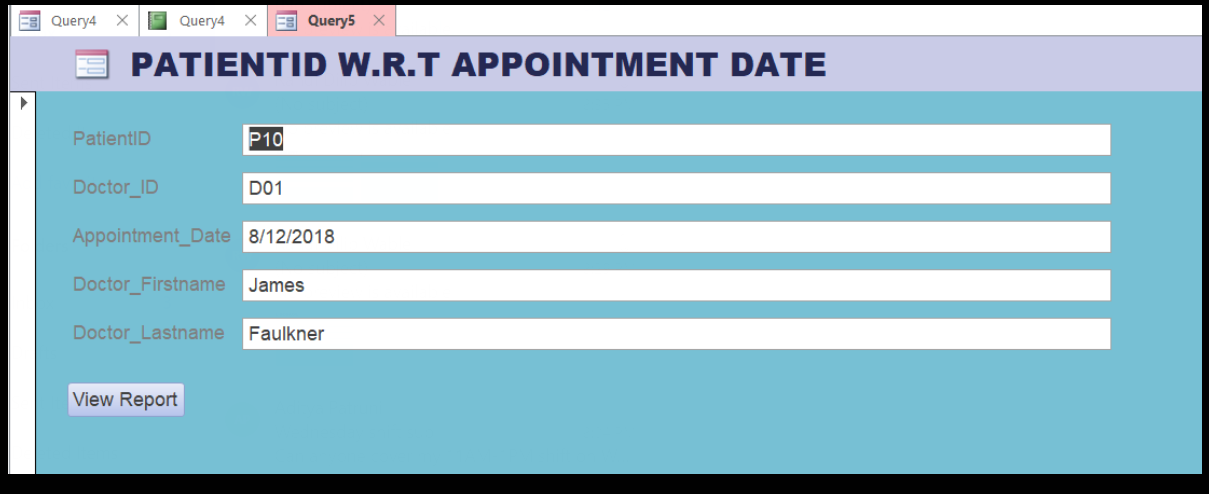 Query4 Query4 Query5
PATIENTID W.R.T APPOINTMENT DATE
PatientID P10
Doctor_ID D01
Appointment_Date 8/12/2018
Doctor_Firstname James
Doctor_Lastname Faulkner
View Report